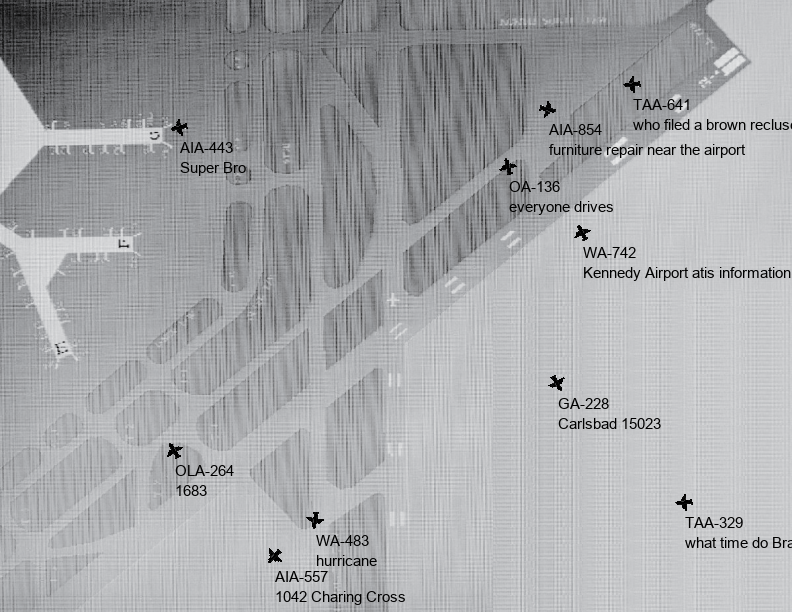 TAA-641
who filed a brown recluse
AIA-854
furniture repair near the airport
AIA-443
Super Bro
OA-136
everyone drives
WA-742
Kennedy Airport atis information
GA-228
Carlsbad 15023
OLA-264
1683
TAA-329
what time do Bra
WA-483
hurricane
AIA-557
1042 Charing Cross